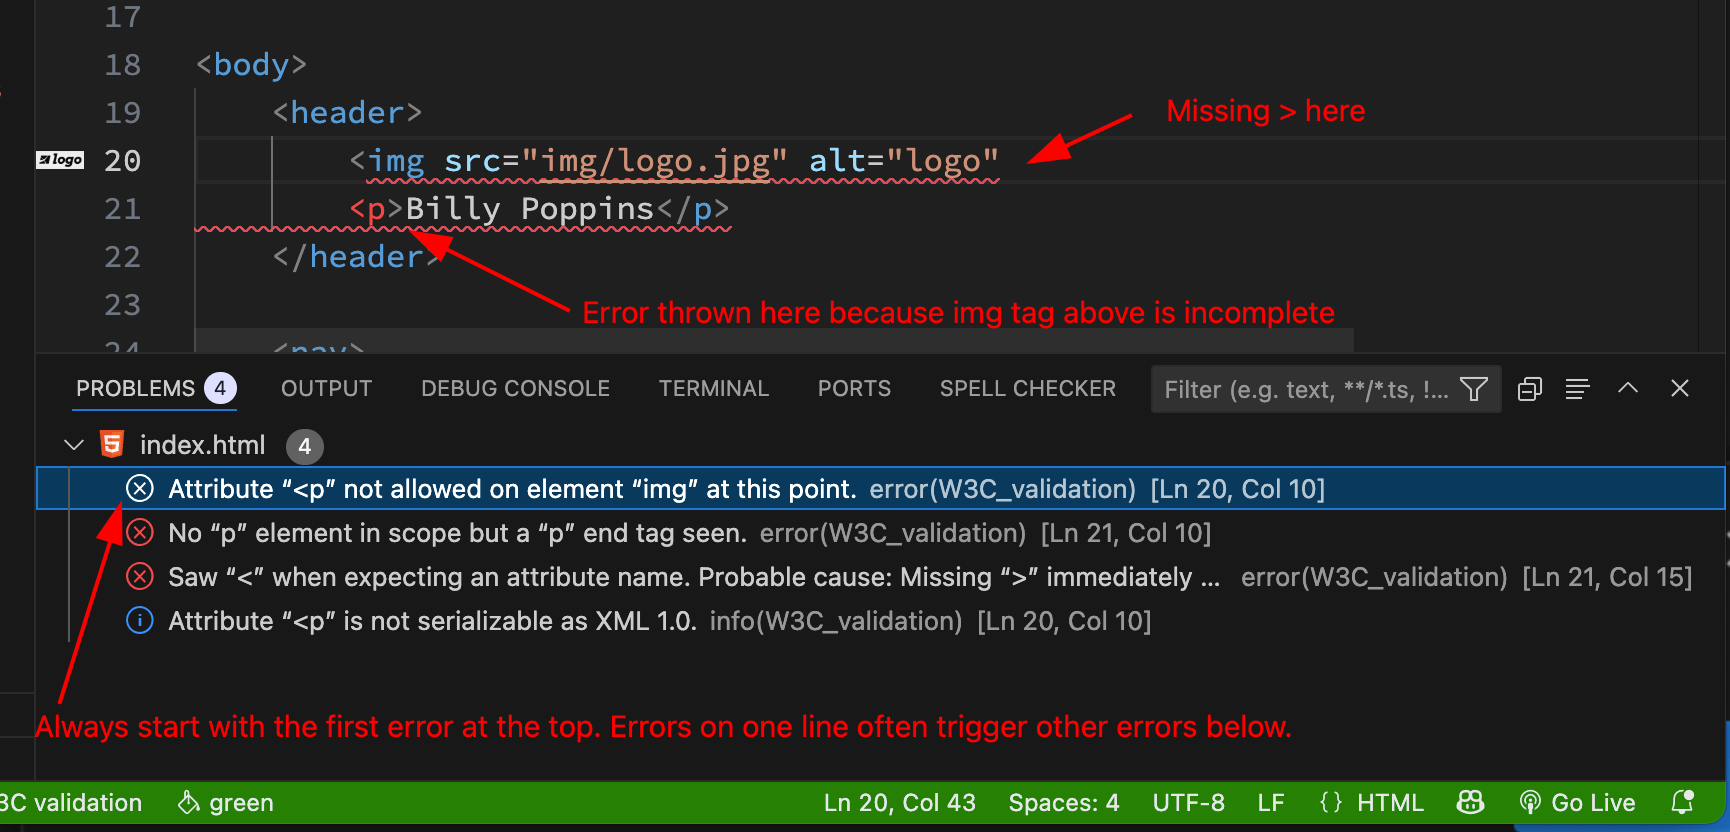 17
18 <body>
19 <header> Missing > here
logo 20 <img src="img/logo.jpg" alt="logo"
21 <p>Billy Poppins</p>
22 </header>
23 Error thrown here because img tag above is incomplete
24 <nav>
PROBLEMS 4 OUTPUT DEBUG CONSOLE TERMINAL PORTS SPELL CHECKER Filter (e.g. text, **/*.ts, !...
index.html 4
Attribute “<p” not allowed on element “img” at this point. error(W3C_validation) [Ln 20, Col 10]
No “p” element in scope but a “p” end tag seen. error(W3C_validation) [Ln 21, Col 10]
Saw “<” when expecting an attribute name. Probable cause: Missing “>” immediately ... error(W3C_validation) [Ln 21, Col 15]
Attribute “<p” is not serializable as XML 1.0. info(W3C_validation) [Ln 20, Col 10]
Always start with the first error at the top. Errors on one line often trigger other errors below.
3C validation green Ln 20, Col 43 Spaces: 4 UTF-8 LF {} HTML Go Live